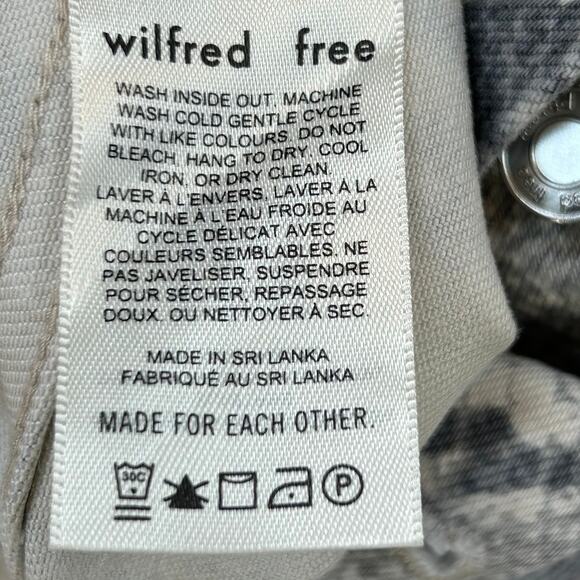 wilfred free
WASH INSIDE OUT. MACHINE
WASH COLD GENTLE CYCLE
WITH LIKE COLOURS. DO NOT
BLEACH. HANG TO DRY. COOL
IRON. OR DRY CLEAN.
LAVER À L'ENVERS. LAVER À LA
MACHINE À L'EAU FROIDE AU
CYCLE DÉLICAT AVEC
COULEURS SEMBLABLES. NE
PAS JAVELISER. SUSPENDRE
POUR SÉCHER. REPASSAGE
DOUX. OU NETTOYER À SEC.
MADE IN SRI LANKA
FABRIQUÉ AU SRI LANKA
MADE FOR EACH OTHER.
30C P